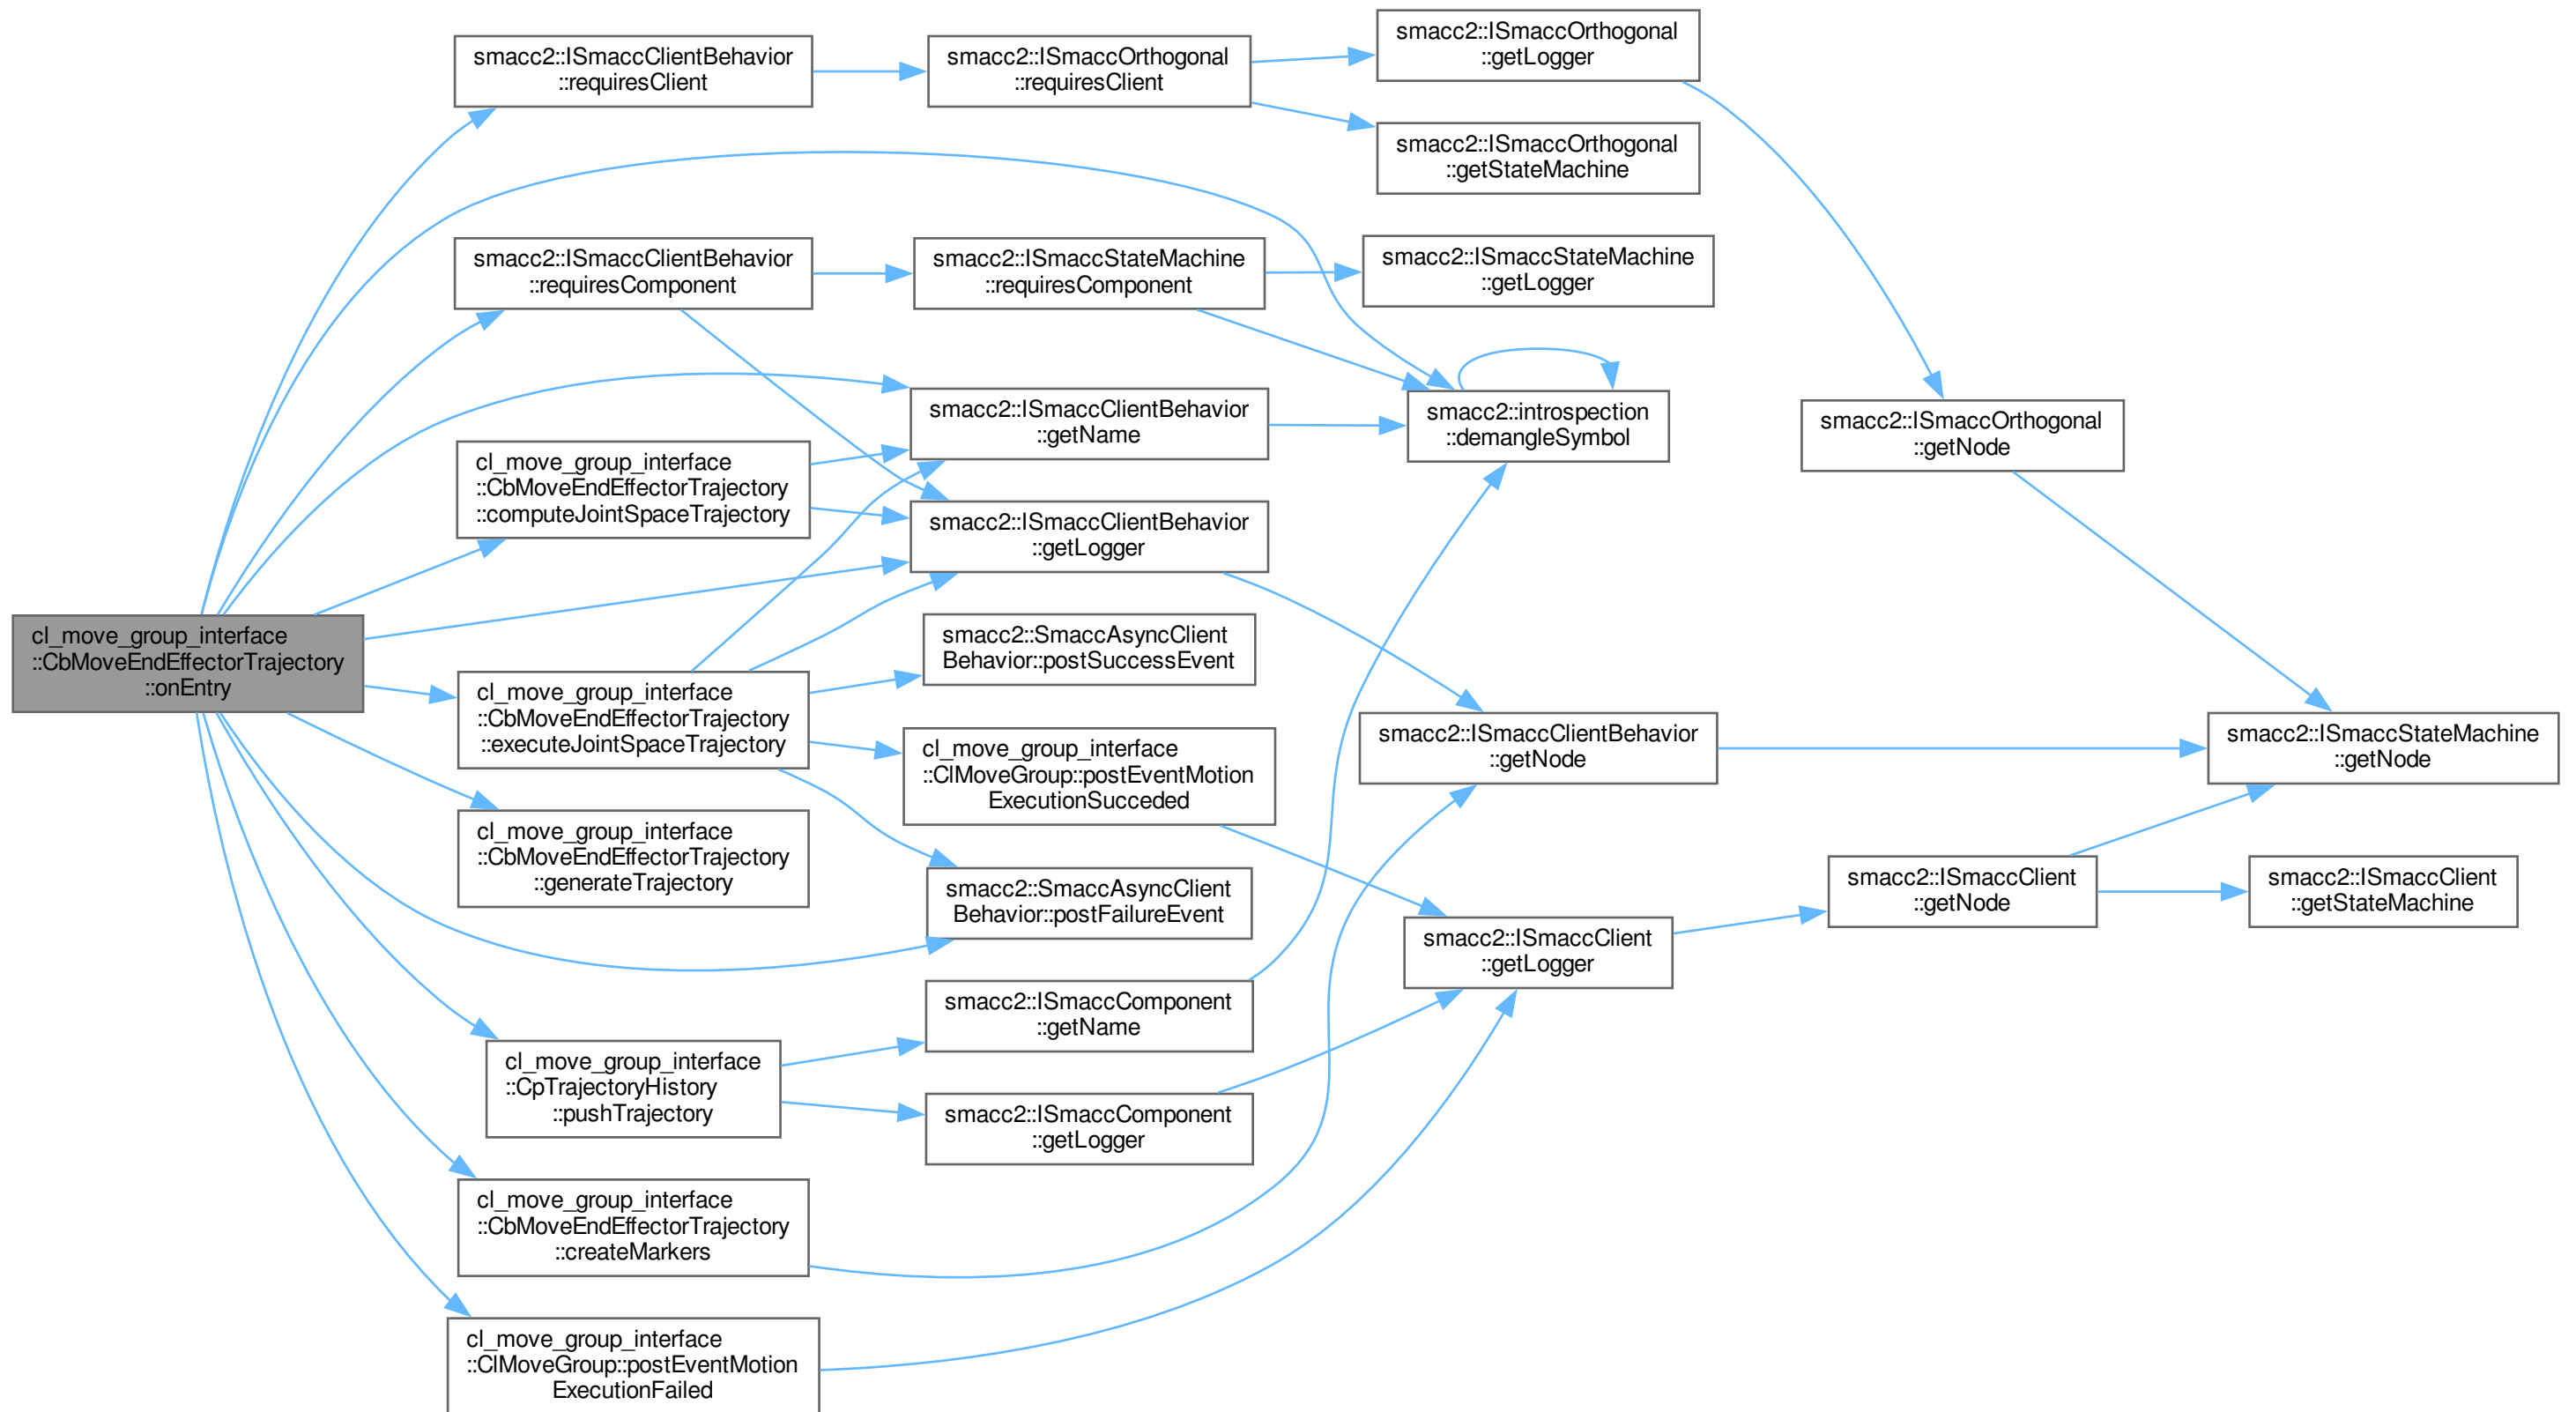 cl_move_group_interface
::CbMoveEndEffectorTrajectory
::onEntry
smacc2::ISmaccClientBehavior
::requiresClient
smacc2::ISmaccClientBehavior
::requiresComponent
cl_move_group_interface
::CbMoveEndEffectorTrajectory
::computeJointSpaceTrajectory
cl_move_group_interface
::CbMoveEndEffectorTrajectory
::executeJointSpaceTrajectory
cl_move_group_interface
::CbMoveEndEffectorTrajectory
::generateTrajectory
cl_move_group_interface
::CpTrajectoryHistory
::pushTrajectory
cl_move_group_interface
::CbMoveEndEffectorTrajectory
::createMarkers
cl_move_group_interface
::ClMoveGroup::postEventMotion
ExecutionFailed
smacc2::ISmaccOrthogonal
::requiresClient
smacc2::ISmaccStateMachine
::requiresComponent
smacc2::ISmaccClientBehavior
::getName
smacc2::ISmaccClientBehavior
::getLogger
smacc2::SmaccAsyncClient
Behavior::postSuccessEvent
cl_move_group_interface
::ClMoveGroup::postEventMotion
ExecutionSucceded
smacc2::SmaccAsyncClient
Behavior::postFailureEvent
smacc2::ISmaccComponent
::getName
smacc2::ISmaccComponent
::getLogger
smacc2::ISmaccOrthogonal
::getLogger
smacc2::ISmaccOrthogonal
::getStateMachine
smacc2::ISmaccStateMachine
::getLogger
smacc2::introspection
::demangleSymbol
smacc2::ISmaccClientBehavior
::getNode
smacc2::ISmaccClient
::getLogger
smacc2::ISmaccOrthogonal
::getNode
smacc2::ISmaccClient
::getNode
smacc2::ISmaccStateMachine
::getNode
smacc2::ISmaccClient
::getStateMachine